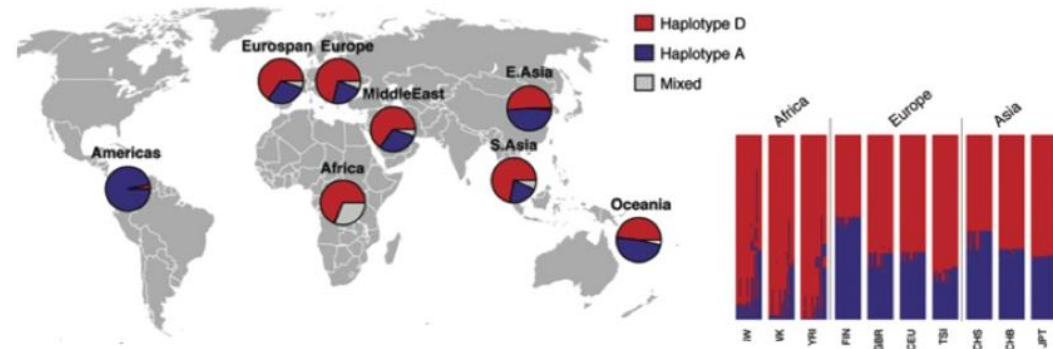 Haplotype D
Haplotype A
Mixed
Eurospan Europe
MiddleEast
E.Asia
Americas
Africa
S.Asia
Oceania
Africa Europe Asia
YRI
FIN
GBR
CEU
TSI
CHS
CHB
JPT